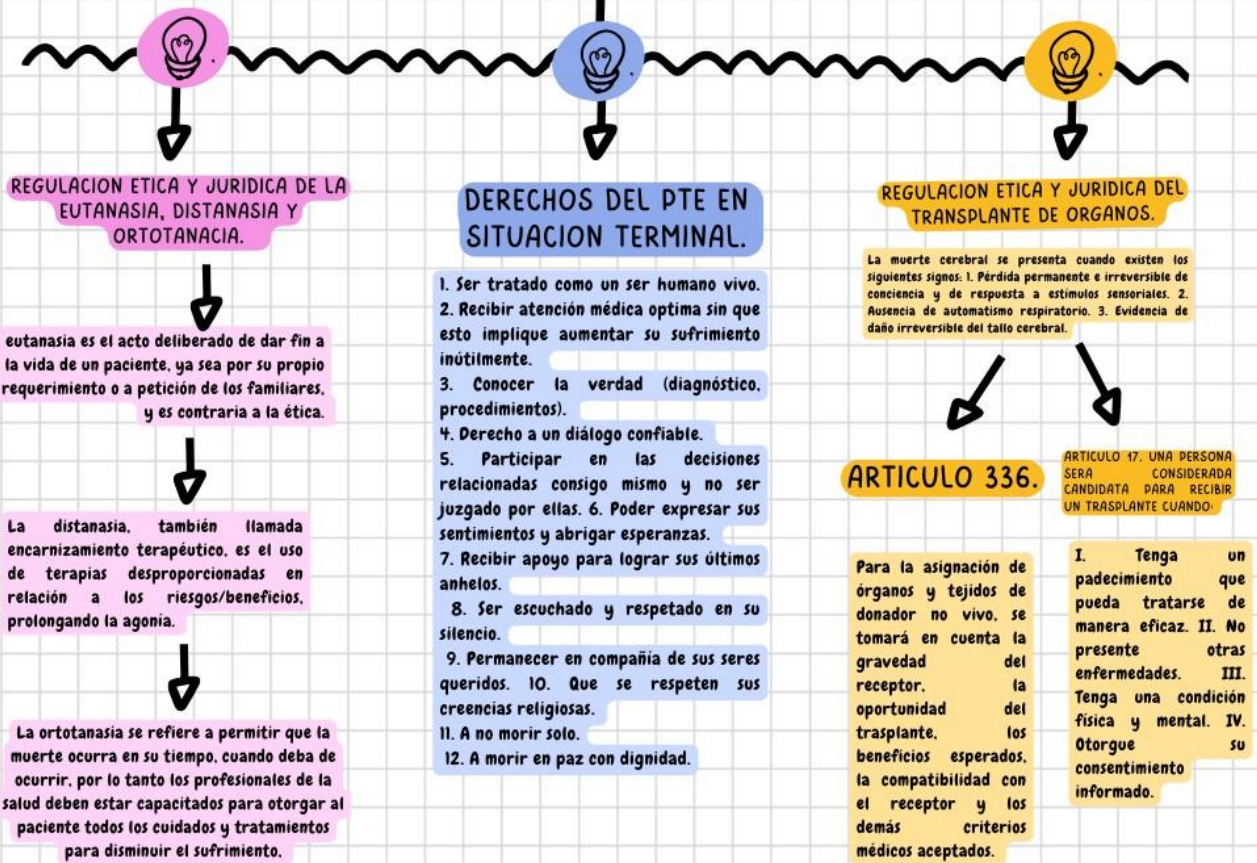 REGULACION ETICA Y JURIDICA DE LA
EUTANASIA, DISTANASIA Y
ORTOTANACIA.
eutanasia es el acto deliberado de dar fin a
la vida de un paciente, ya sea por su propio
requerimiento o a petición de los familiares,
y es contraria a la ética.
La distanasia, también llamada
encarnizamiento terapéutico, es el uso
de terapias desproporcionadas en
relación a los riesgos/beneficios,
prolongando la agonía.
La ortotanasia se refiere a permitir que la
muerte ocurra en su tiempo, cuando deba de
ocurrir, por lo tanto los profesionales de la
salud deben estar capacitados para otorgar al
paciente todos los cuidados y tratamientos
para disminuir el sufrimiento,
DERECHOS DEL PTE EN
SITUACION TERMINAL.
1. Ser tratado como un ser humano vivo.
2. Recibir atención médica optima sin que
esto implique aumentar su sufrimiento
inútilmente.
3. Conocer la verdad (diagnóstico,
procedimientos).
4. Derecho a un diálogo confiable.
5. Participar en las decisiones
relacionadas consigo mismo y no ser
juzgado por ellas. 6. Poder expresar sus
sentimientos y abrigar esperanzas.
7. Recibir apoyo para lograr sus últimos
anhelos.
8. Ser escuchado y respetado en su
silencio.
9. Permanecer en compañía de sus seres
queridos. 10. Que se respeten sus
creencias religiosas.
11. A no morir solo.
12. A morir en paz con dignidad.
REGULACION ETICA Y JURIDICA DEL
TRANSPLANTE DE ORGANOS.
La muerte cerebral se presenta cuando existen los
siguientes signos: 1. Pérdida permanente e irreversible de
conciencia y de respuesta a estímulos sensoriales. 2.
Ausencia de automatismo respiratorio. 3. Evidencia de
daño irreversible del tallo cerebral.
ARTICULO 336.
Para la asignación de
órganos y tejidos de
donador no vivo, se
tomará en cuenta la
gravedad del
receptor, la
oportunidad del
trasplante, los
beneficios esperados,
la compatibilidad con
el receptor y los
demás criterios
médicos aceptados.
ARTICULO 17. UNA PERSONA
SERA CONSIDERADA
CANDIDATA PARA RECIBIR
UN TRASPLANTE CUANDO:
I. Tenga un
padecimiento que
pueda tratarse de
manera eficaz. II. No
presente otras
enfermedades. III.
Tenga una condición
física y mental. IV.
Otorgue su
consentimiento
informado.